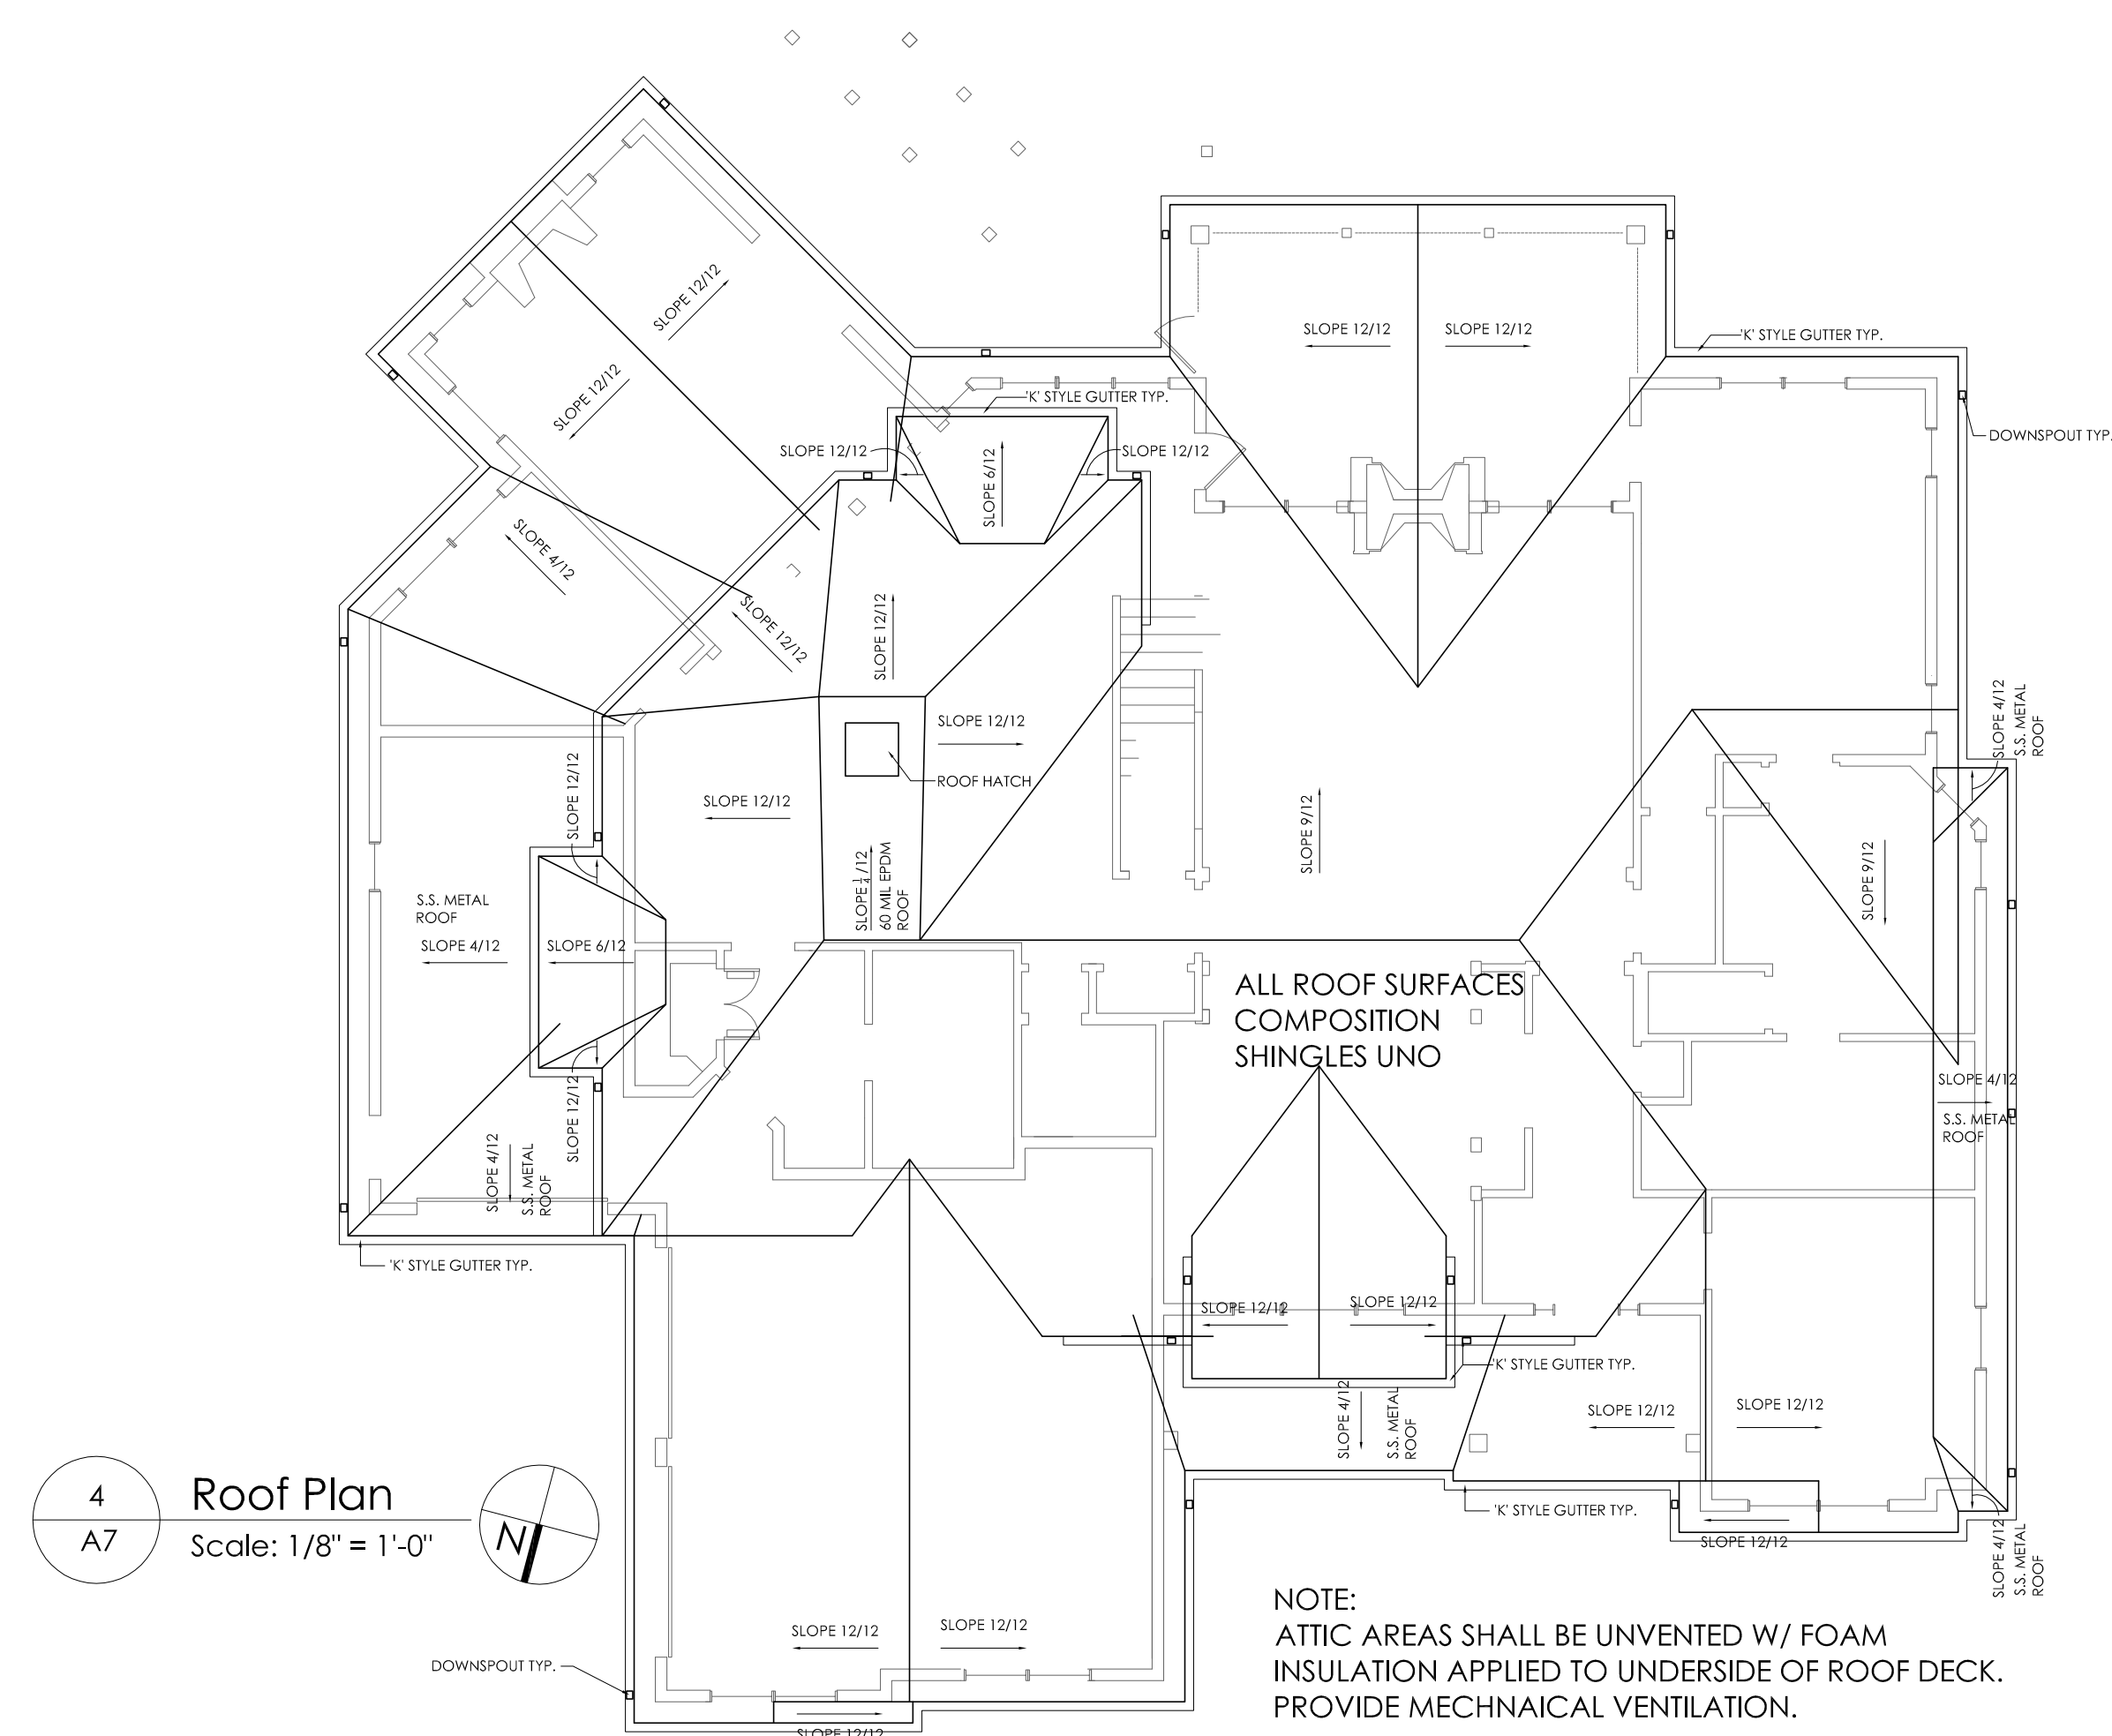 SLOPE 12/12
SLOPE 12/12
SLOPE 12/12
SLOPE 12/12
'K' STYLE GUTTER TYP.
'K' STYLE GUTTER TYP.
DOWNSPOUT TYP.
SLOPE 12/12
SLOPE 12/12
SLOPE 6/12
SLOPE 4/12
SLOPE 12/12
SLOPE 12/12
SLOPE 12/12
ROOF HATCH
SLOPE 12/12
SLOPE 12/12
SLOPE 1/4 /12
60 MIL EPDM
ROOF
SLOPE 9/12
SLOPE 9/12
SLOPE 4/12
S.S. METAL
ROOF
S.S. METAL
ROOF
SLOPE 4/12
SLOPE 6/12
ALL ROOF SURFACES
COMPOSITION
SHINGLES UNO
SLOPE 4/12
S.S. METAL
ROOF
SLOPE 12/12
SLOPE 4/12
S.S. METAL
ROOF
'K' STYLE GUTTER TYP.
SLOPE 12/12
SLOPE 12/12
'K' STYLE GUTTER TYP.
SLOPE 4/12
S.S. METAL
ROOF
SLOPE 12/12
SLOPE 12/12
'K' STYLE GUTTER TYP.
SLOPE 12/12
SLOPE 4/12
S.S. METAL
ROOF
4
A7
Roof Plan
Scale: 1/8" = 1'-0"
N
SLOPE 12/12
SLOPE 12/12
DOWNSPOUT TYP.
SLOPE 12/12
NOTE:
ATTIC AREAS SHALL BE UNVENTED W/ FOAM
INSULATION APPLIED TO UNDERSIDE OF ROOF DECK.
PROVIDE MECHNAICAL VENTILATION.